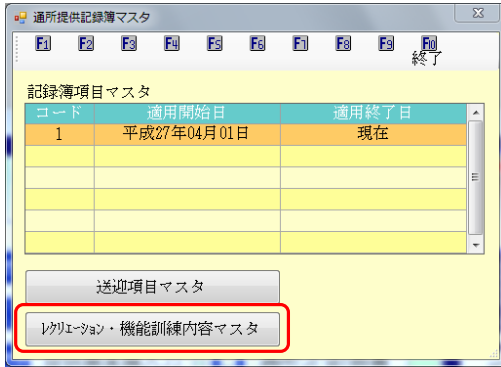 通所提供記録簿マスタ
F1 F2 F3 F4 F5 F6 F7 F8 F9 F10
終了
記録簿項目マスタ
コード 適用開始日 適用終了日
1 平成27年04月01日 現在
送迎項目マスタ
ﾚｸﾘｴｰｼｮﾝ・機能訓練内容マスタ